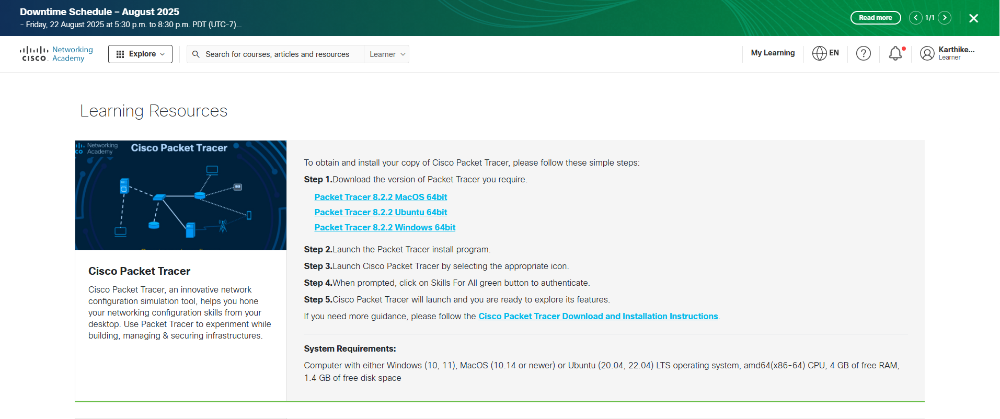 Downtime Schedule – August 2025
- Friday, 22 August 2025 at 5:30 p.m. to 8:30 p.m. PDT (UTC-7)...
Read more
1/1
CISCO
Networking
Academy
Explore
Search for courses, articles and resources
Learner
My Learning
EN
?
Karthike...
Learner
Learning Resources
Networking
Academy
co
Cisco Packet Tracer
Cisco Packet Tracer
Cisco Packet Tracer, an innovative network
configuration simulation tool, helps you hone
your networking configuration skills from your
desktop. Use Packet Tracer to experiment while
building, managing & securing infrastructures.
To obtain and install your copy of Cisco Packet Tracer, please follow these simple steps:
Step 1.Download the version of Packet Tracer you require.
Packet Tracer 8.2.2 MacOS 64bit
Packet Tracer 8.2.2 Ubuntu 64bit
Packet Tracer 8.2.2 Windows 64bit
Step 2.Launch the Packet Tracer install program.
Step 3.Launch Cisco Packet Tracer by selecting the appropriate icon.
Step 4.When prompted, click on Skills For All green button to authenticate.
Step 5.Cisco Packet Tracer will launch and you are ready to explore its features.
If you need more guidance, please follow the Cisco Packet Tracer Download and Installation Instructions.
System Requirements:
Computer with either Windows (10, 11), MacOS (10.14 or newer) or Ubuntu (20.04, 22.04) LTS operating system, amd64(x86-64) CPU, 4 GB of free RAM,
1.4 GB of free disk space